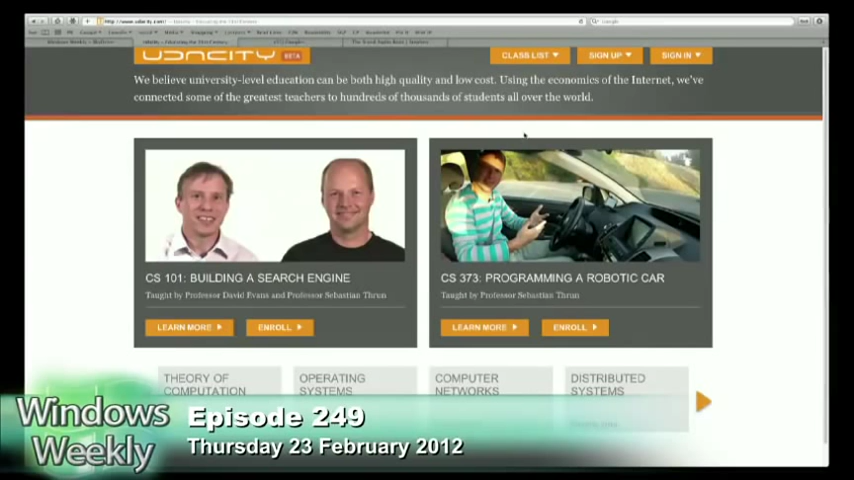 http://www.udacity.com/
UDACITY BETA
CLASS LIST SIGN UP SIGN IN
We believe university-level education can be both high quality and low cost. Using the economics of the Internet, we've
connected some of the greatest teachers to hundreds of thousands of students all over the world.
CS 101: BUILDING A SEARCH ENGINE
Taught by Professor David Evans and Professor Sebastian Thrun
LEARN MORE ENROLL
CS 373: PROGRAMMING A ROBOTIC CAR
Taught by Professor Sebastian Thrun
LEARN MORE ENROLL
THEORY OF
COMPUTATION
OPERATING
SYSTEMS
COMPUTER
NETWORKS
DISTRIBUTED
SYSTEMS
Windows
Weekly
Episode 249
Thursday 23 February 2012